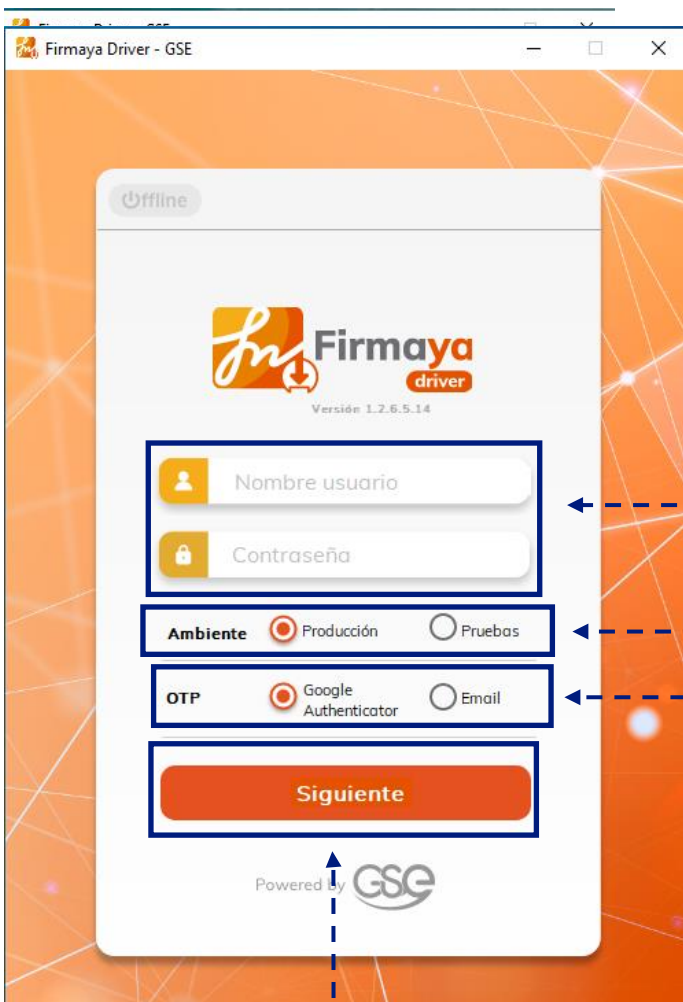 Firmaya Driver - GSE
Offline
Firmaya
driver
Versión 1.2.6.5.14
Nombre usuario
Contraseña
Ambiente Producción Pruebas
OTP Google Authenticator Email
Siguiente
Powered by GSE